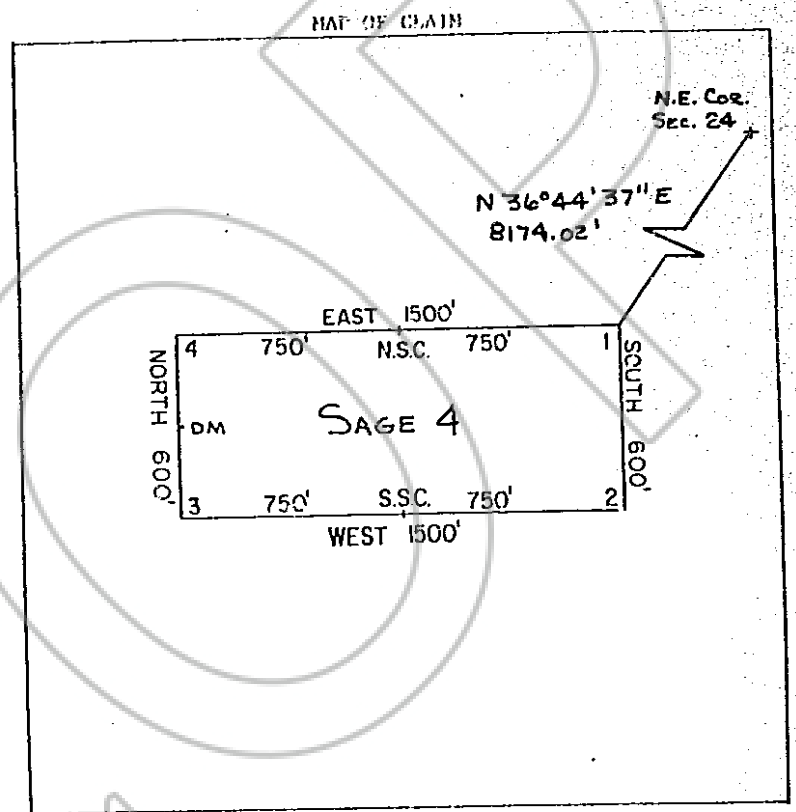 MAP OF CLAIM
N.E. COR.
SEC. 24
N 36°44'37" E
8174.02'
EAST 1500'
4 750' N.S.C. 750' 1
NORTH 600'
SOUTH 600'
DM
SAGE 4
3 750' S.S.C. 750' 2
WEST 1500'